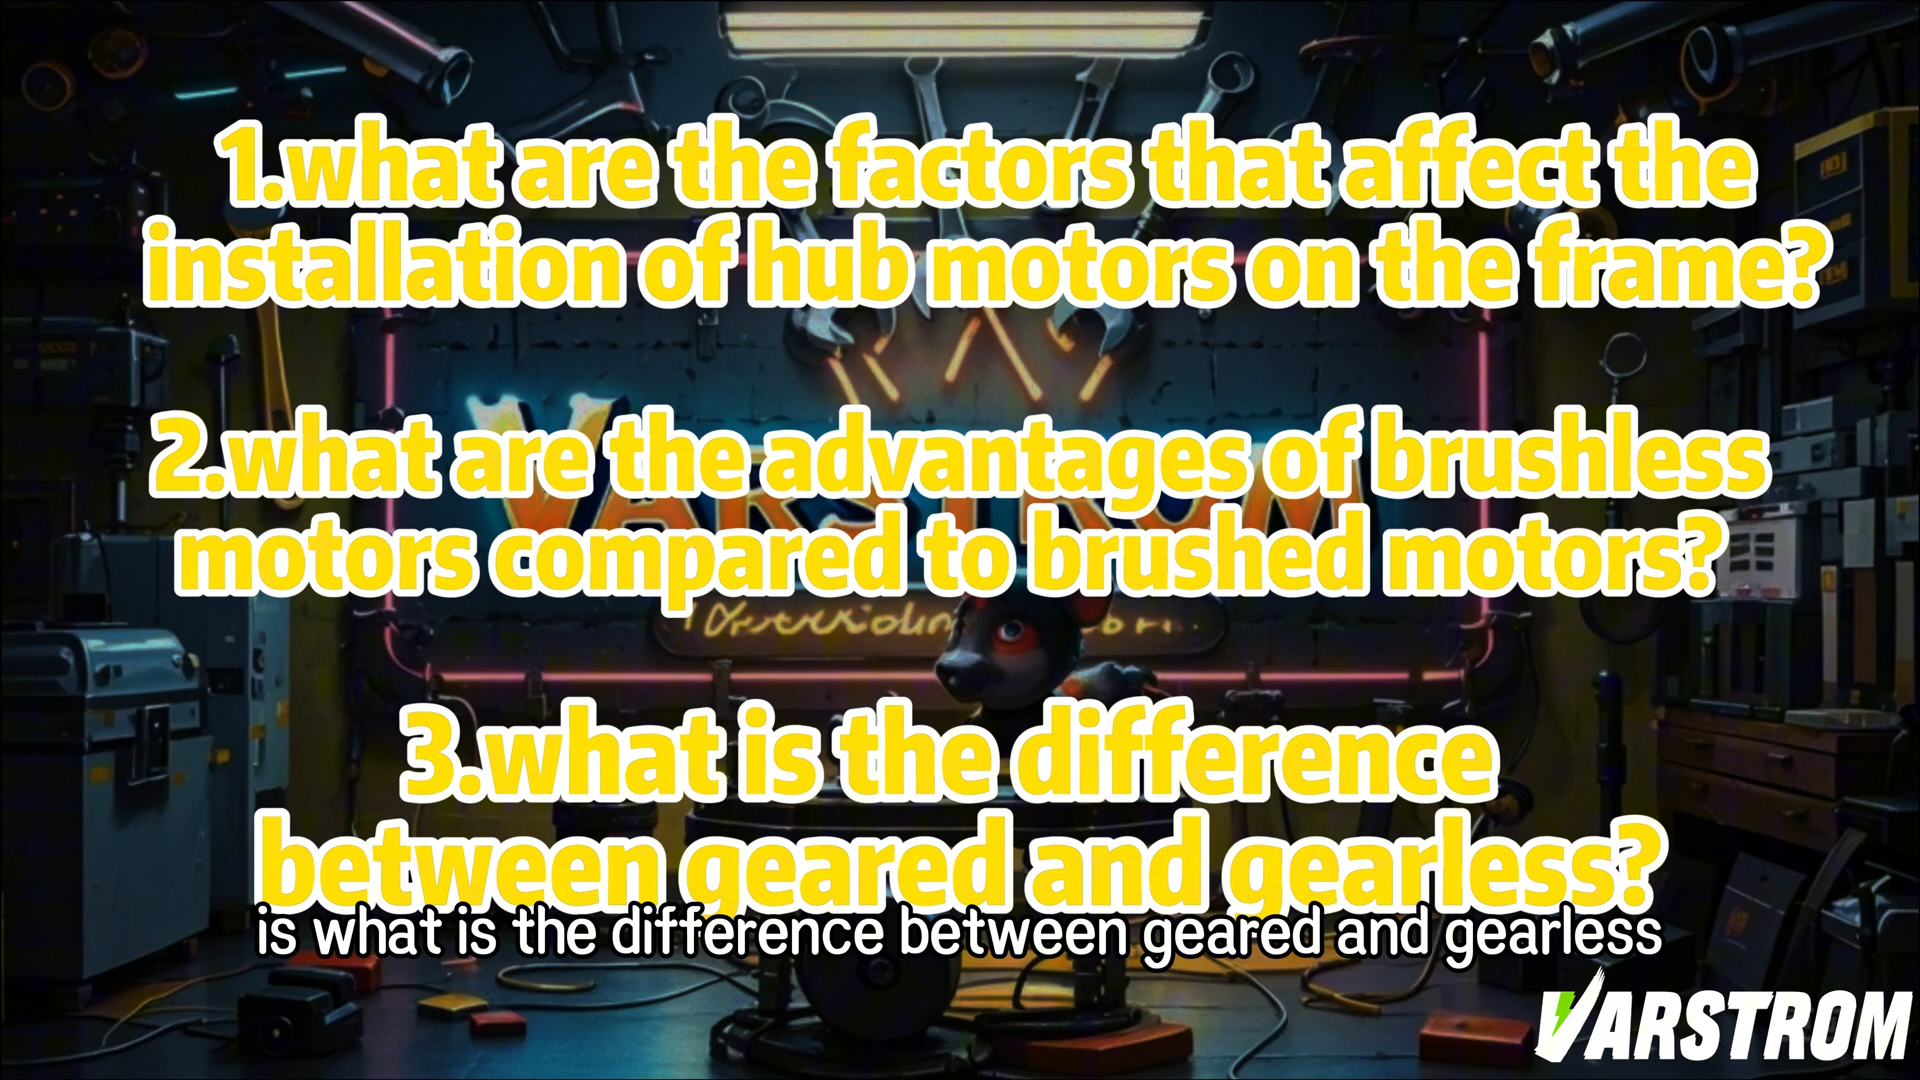 1.what are the factors that affect the
installation of hub motors on the frame?
2.what are the advantages of brushless
VARSTROM
motors compared to brushed motors?
3.what is the difference
between geared and gearless?
is what is the difference between geared and gearless
VARSTROM